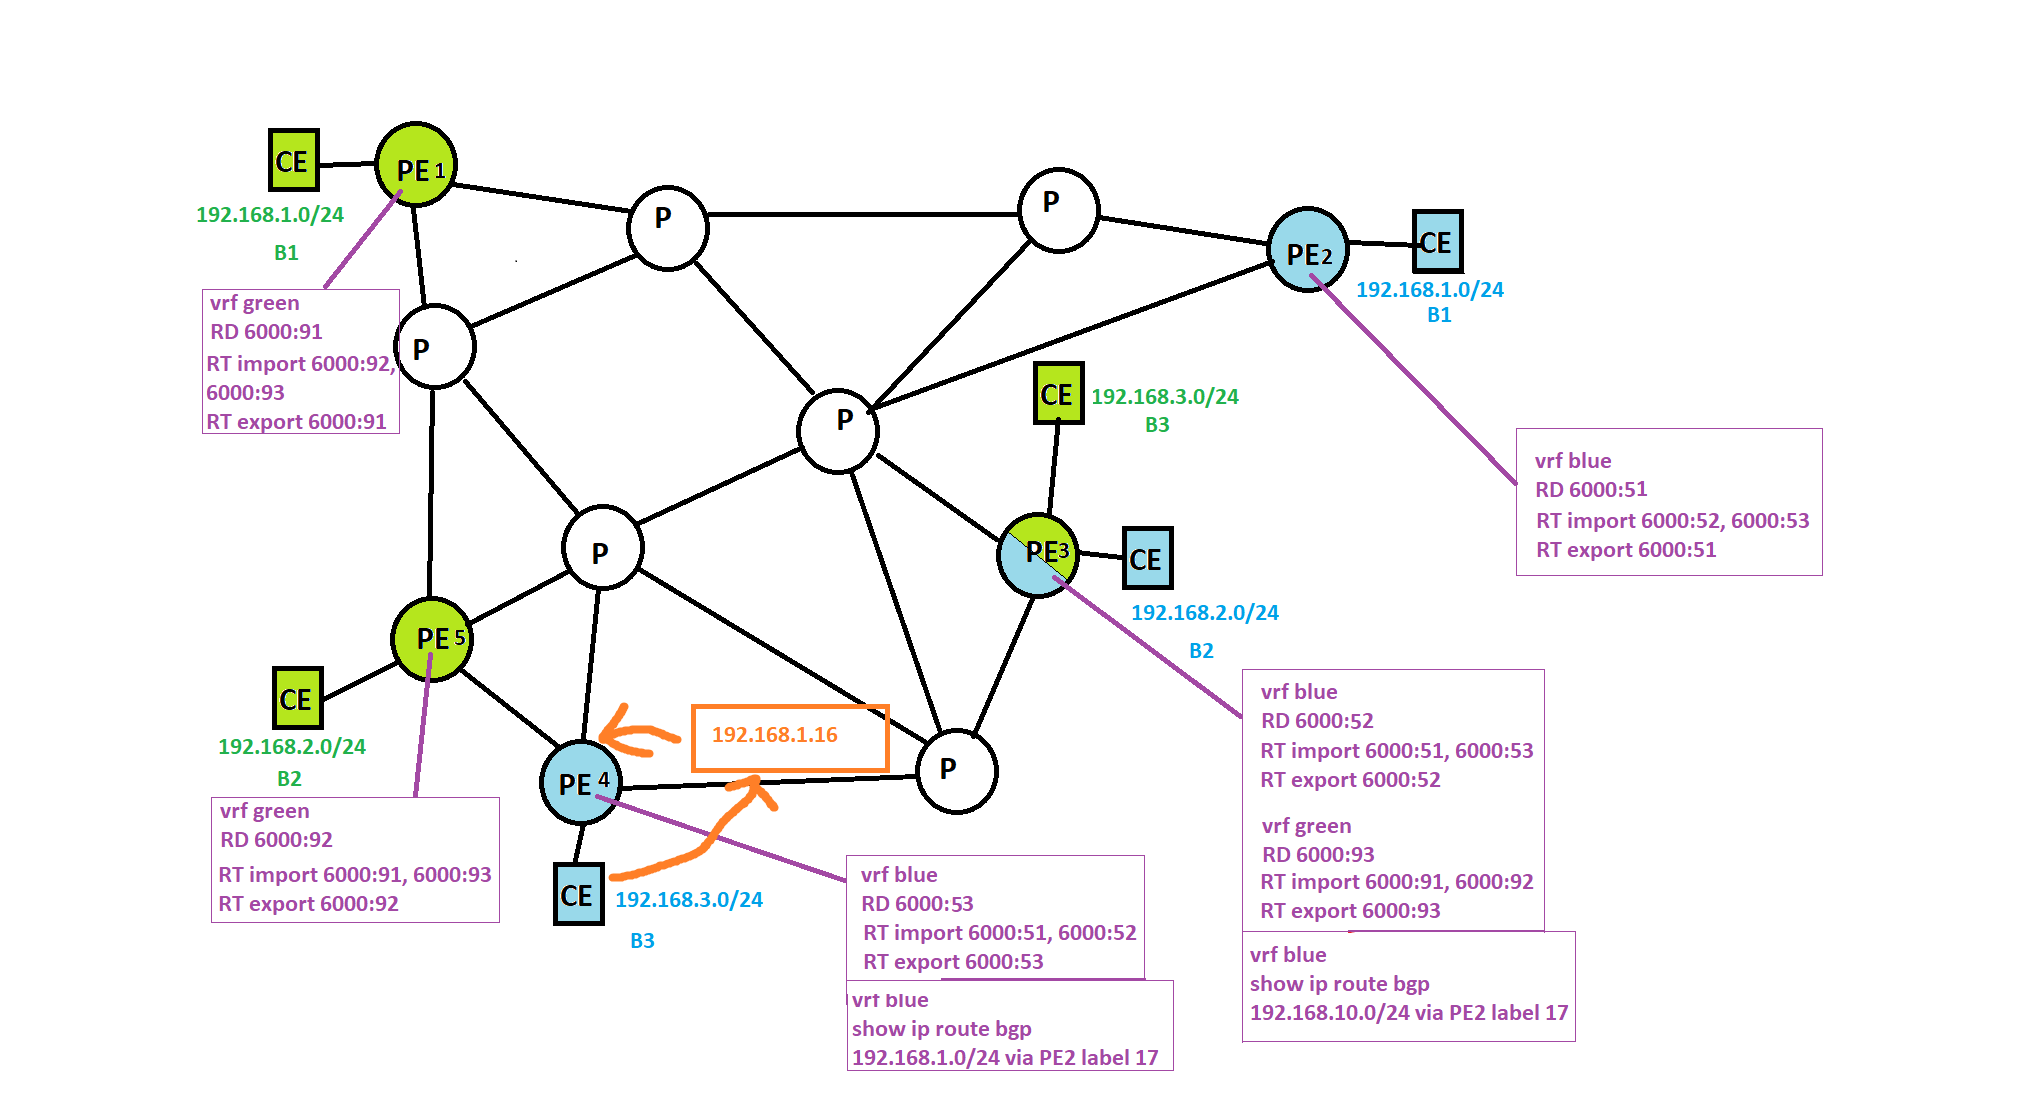 CE
PE 1
192.168.1.0/24
B1
vrf green
RD 6000:91
RT import 6000:92,
6000:93
RT export 6000:91
P
P
P
PE2
CE
192.168.1.0/24
B1
vrf blue
RD 6000:51
RT import 6000:52, 6000:53
RT export 6000:51
P
CE
192.168.3.0/24
B3
PE3
CE
192.168.2.0/24
B2
vrf blue
RD 6000:52
RT import 6000:51, 6000:53
RT export 6000:52
vrf green
RD 6000:93
RT import 6000:91, 6000:92
RT export 6000:93
vrf blue
show ip route bgp
192.168.10.0/24 via PE2 label 17
P
PE 5
CE
192.168.2.0/24
B2
vrf green
RD 6000:92
RT import 6000:91, 6000:93
RT export 6000:92
192.168.1.16
PE 4
P
CE
192.168.3.0/24
B3
vrf blue
RD 6000:53
RT import 6000:51, 6000:52
RT export 6000:53
vrf blue
show ip route bgp
192.168.1.0/24 via PE2 label 17